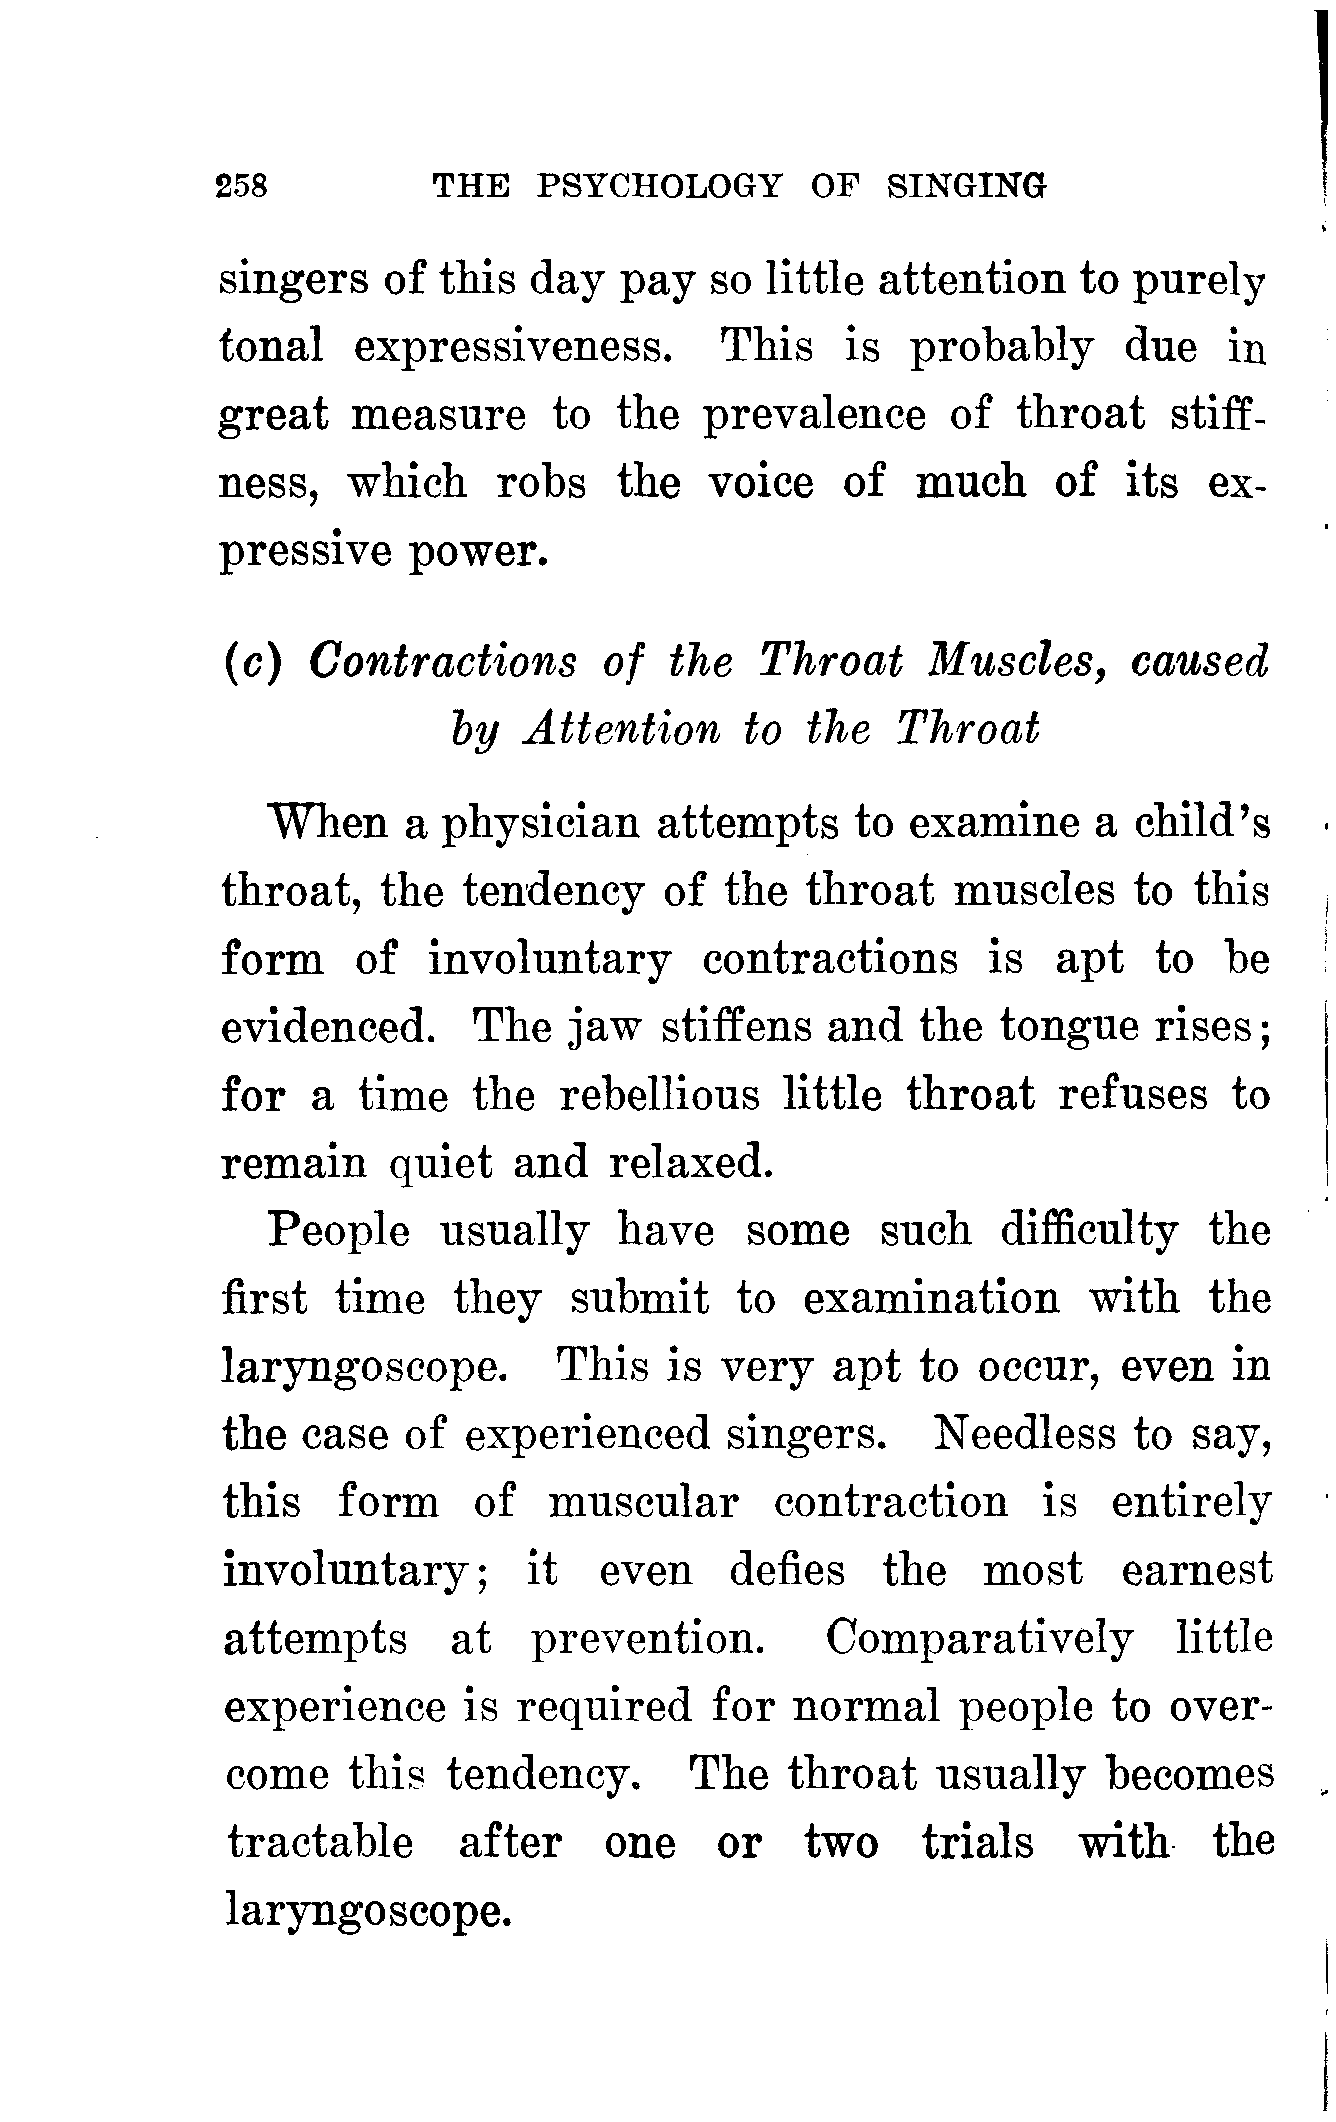 258 THE PSYCHOLOGY OF SINGING
singers of this day pay so little attention to purely
tonal expressiveness. This is probably due in
great measure to the prevalence of throat stiff-
ness, which robs the voice of much of its ex-
pressive power.
(c) Contractions of the Throat Muscles, caused
by Attention to the Throat
When a physician attempts to examine a child's
throat, the tendency of the throat muscles to this
form of involuntary contractions is apt to be
evidenced. The jaw stiffens and the tongue rises;
for a time the rebellious little throat refuses to
remain quiet and relaxed.
People usually have some such difficulty the
first time they submit to examination with the
laryngoscope. This is very apt to occur, even in
the case of experienced singers. Needless to say,
this form of muscular contraction is entirely
involuntary; it even defies the most earnest
attempts at prevention. Comparatively little
experience is required for normal people to over-
come this tendency. The throat usually becomes
tractable after one or two trials with the
laryngoscope.